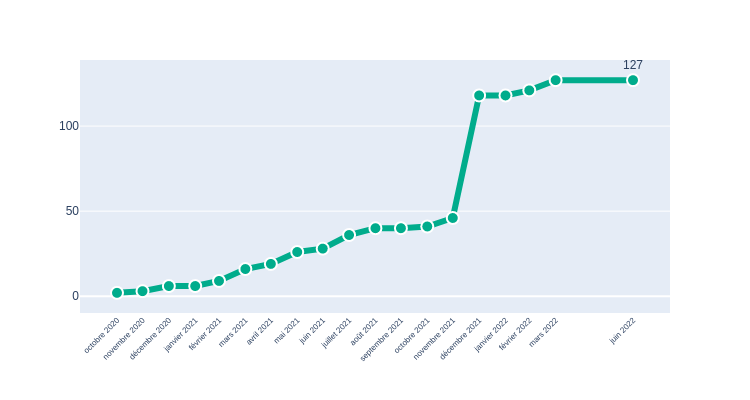 127
100
50
0
octobre 2020
novembre 2020
décembre 2020
janvier 2021
février 2021
mars 2021
avril 2021
mai 2021
juin 2021
juillet 2021
août 2021
septembre 2021
octobre 2021
novembre 2021
décembre 2021
janvier 2022
février 2022
mars 2022
juin 2022